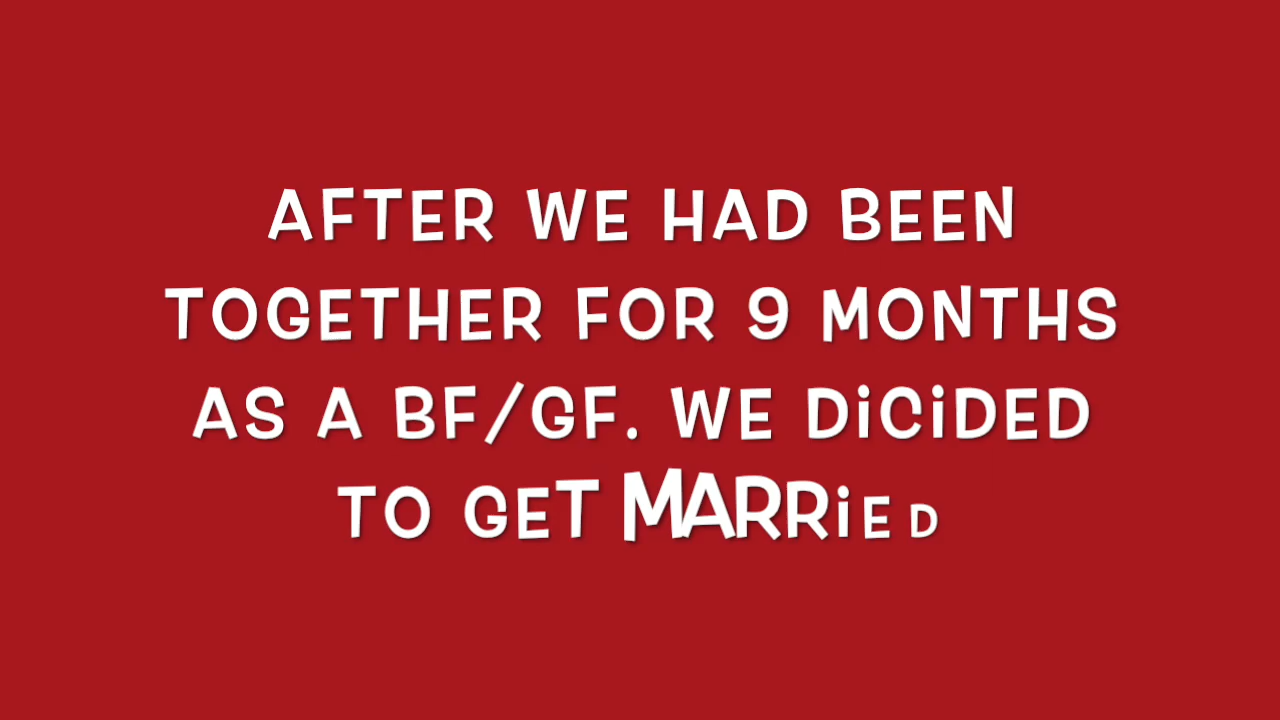 AFTER WE HAD BEEN
TOGETHER FOR 9 MONTHS
AS A BF/GF. WE DiCiDED
TO GET MARRiED